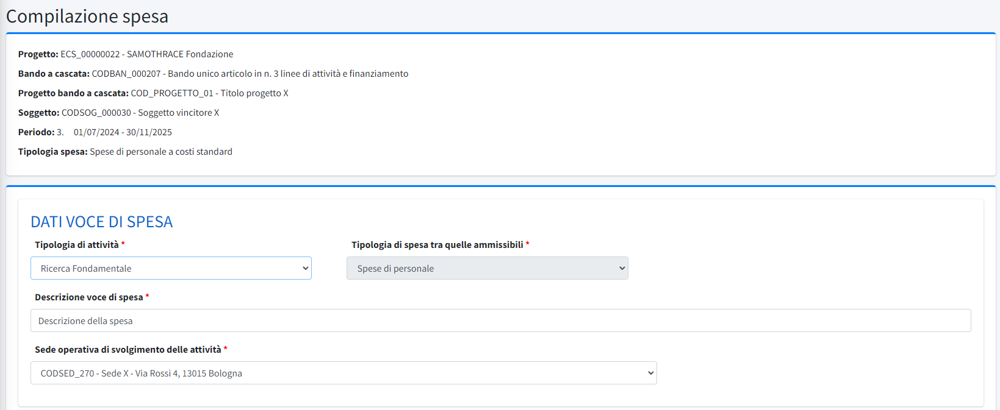 Compilazione spesa
Progetto: ECS_00000022 - SAMOTHRACE Fondazione
Bando a cascata: CODBAN_000207 - Bando unico articolo in n. 3 linee di attività e finanziamento
Progetto bando a cascata: COD_PROGETTO_01 - Titolo progetto X
Soggetto: CODSOG_000030 - Soggetto vincitore X
Periodo: 3. 01/07/2024 - 30/11/2025
Tipologia spesa: Spese di personale a costi standard
DATI VOCE DI SPESA
Tipologia di attività * Tipologia di spesa tra quelle ammissibili *
Ricerca Fondamentale Spese di personale
Descrizione voce di spesa *
Descrizione della spesa
Sede operativa di svolgimento delle attività *
CODSED_270 - Sede X - Via Rossi 4, 13015 Bologna